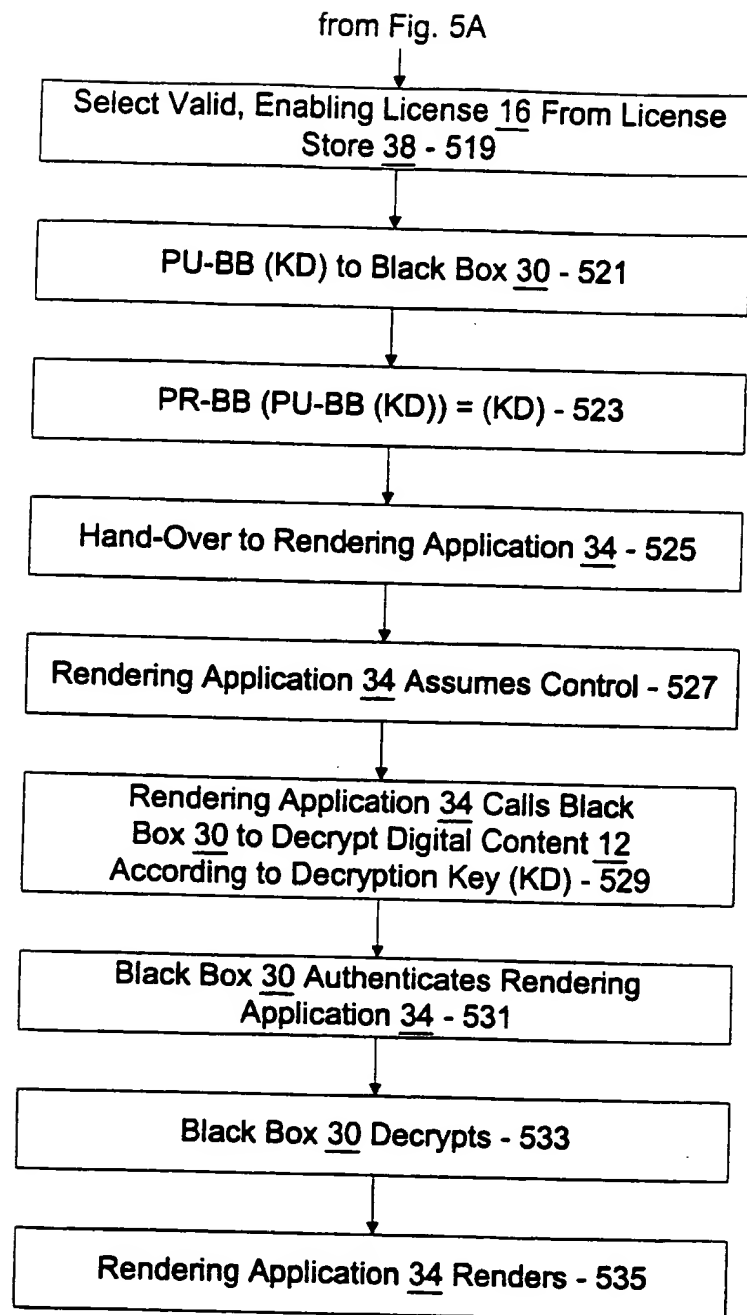 from Fig. 5A
Select Valid, Enabling License 16 From License
Store 38 - 519
PU-BB (KD) to Black Box 30 - 521
PR-BB (PU-BB (KD)) = (KD) - 523
Hand-Over to Rendering Application 34 - 525
Rendering Application 34 Assumes Control - 527
Rendering Application 34 Calls Black
Box 30 to Decrypt Digital Content 12
According to Decryption Key (KD) - 529
Black Box 30 Authenticates Rendering
Application 34 - 531
Black Box 30 Decrypts - 533
Rendering Application 34 Renders - 535